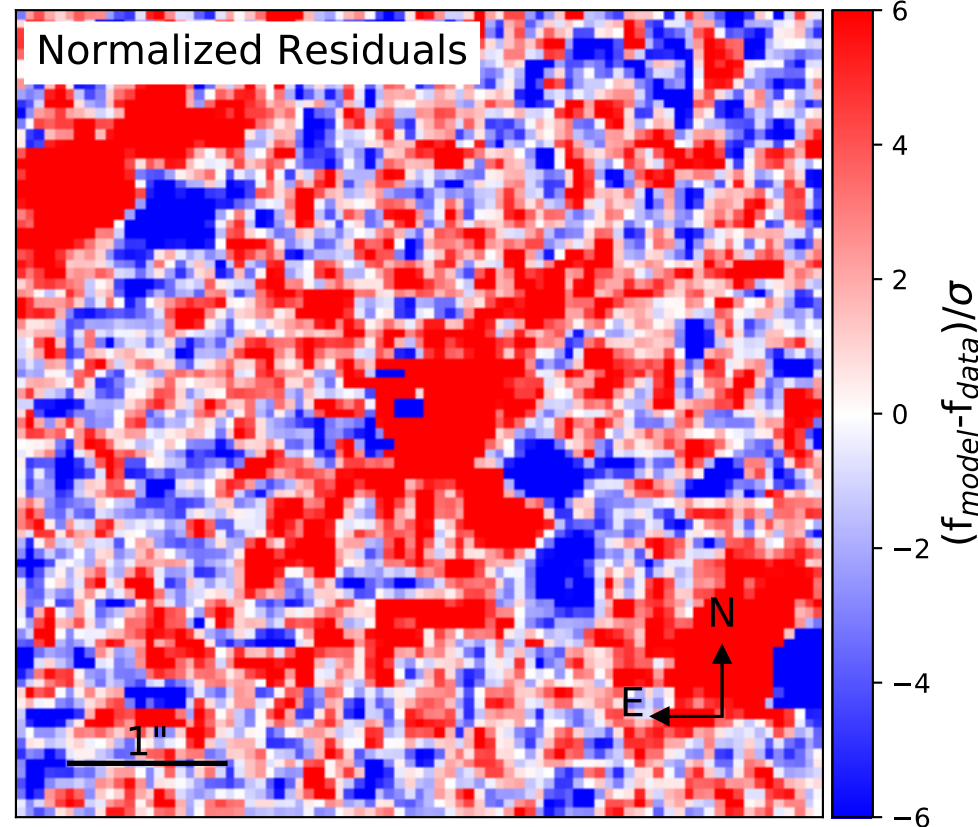 Normalized Residuals
6
4
2
0
−2
−4
−6
(f_model-f_data)/σ
N
E
1"